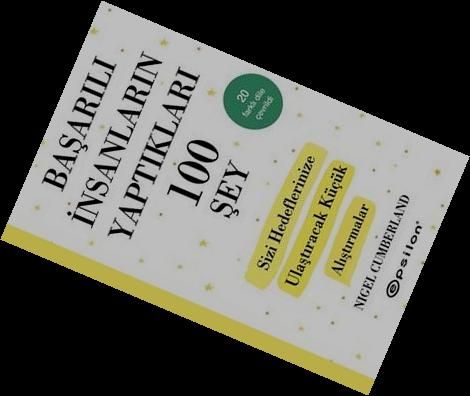 BAŞARILI
İNSANLARIN
YAPTIKLARI
100
ŞEY
20
farklı dile
çevrildi
Sizi Hedeflerinize
Ulaştıracak Küçük
Alıştırmalar
NIGEL CUMBERLAND
epsilon